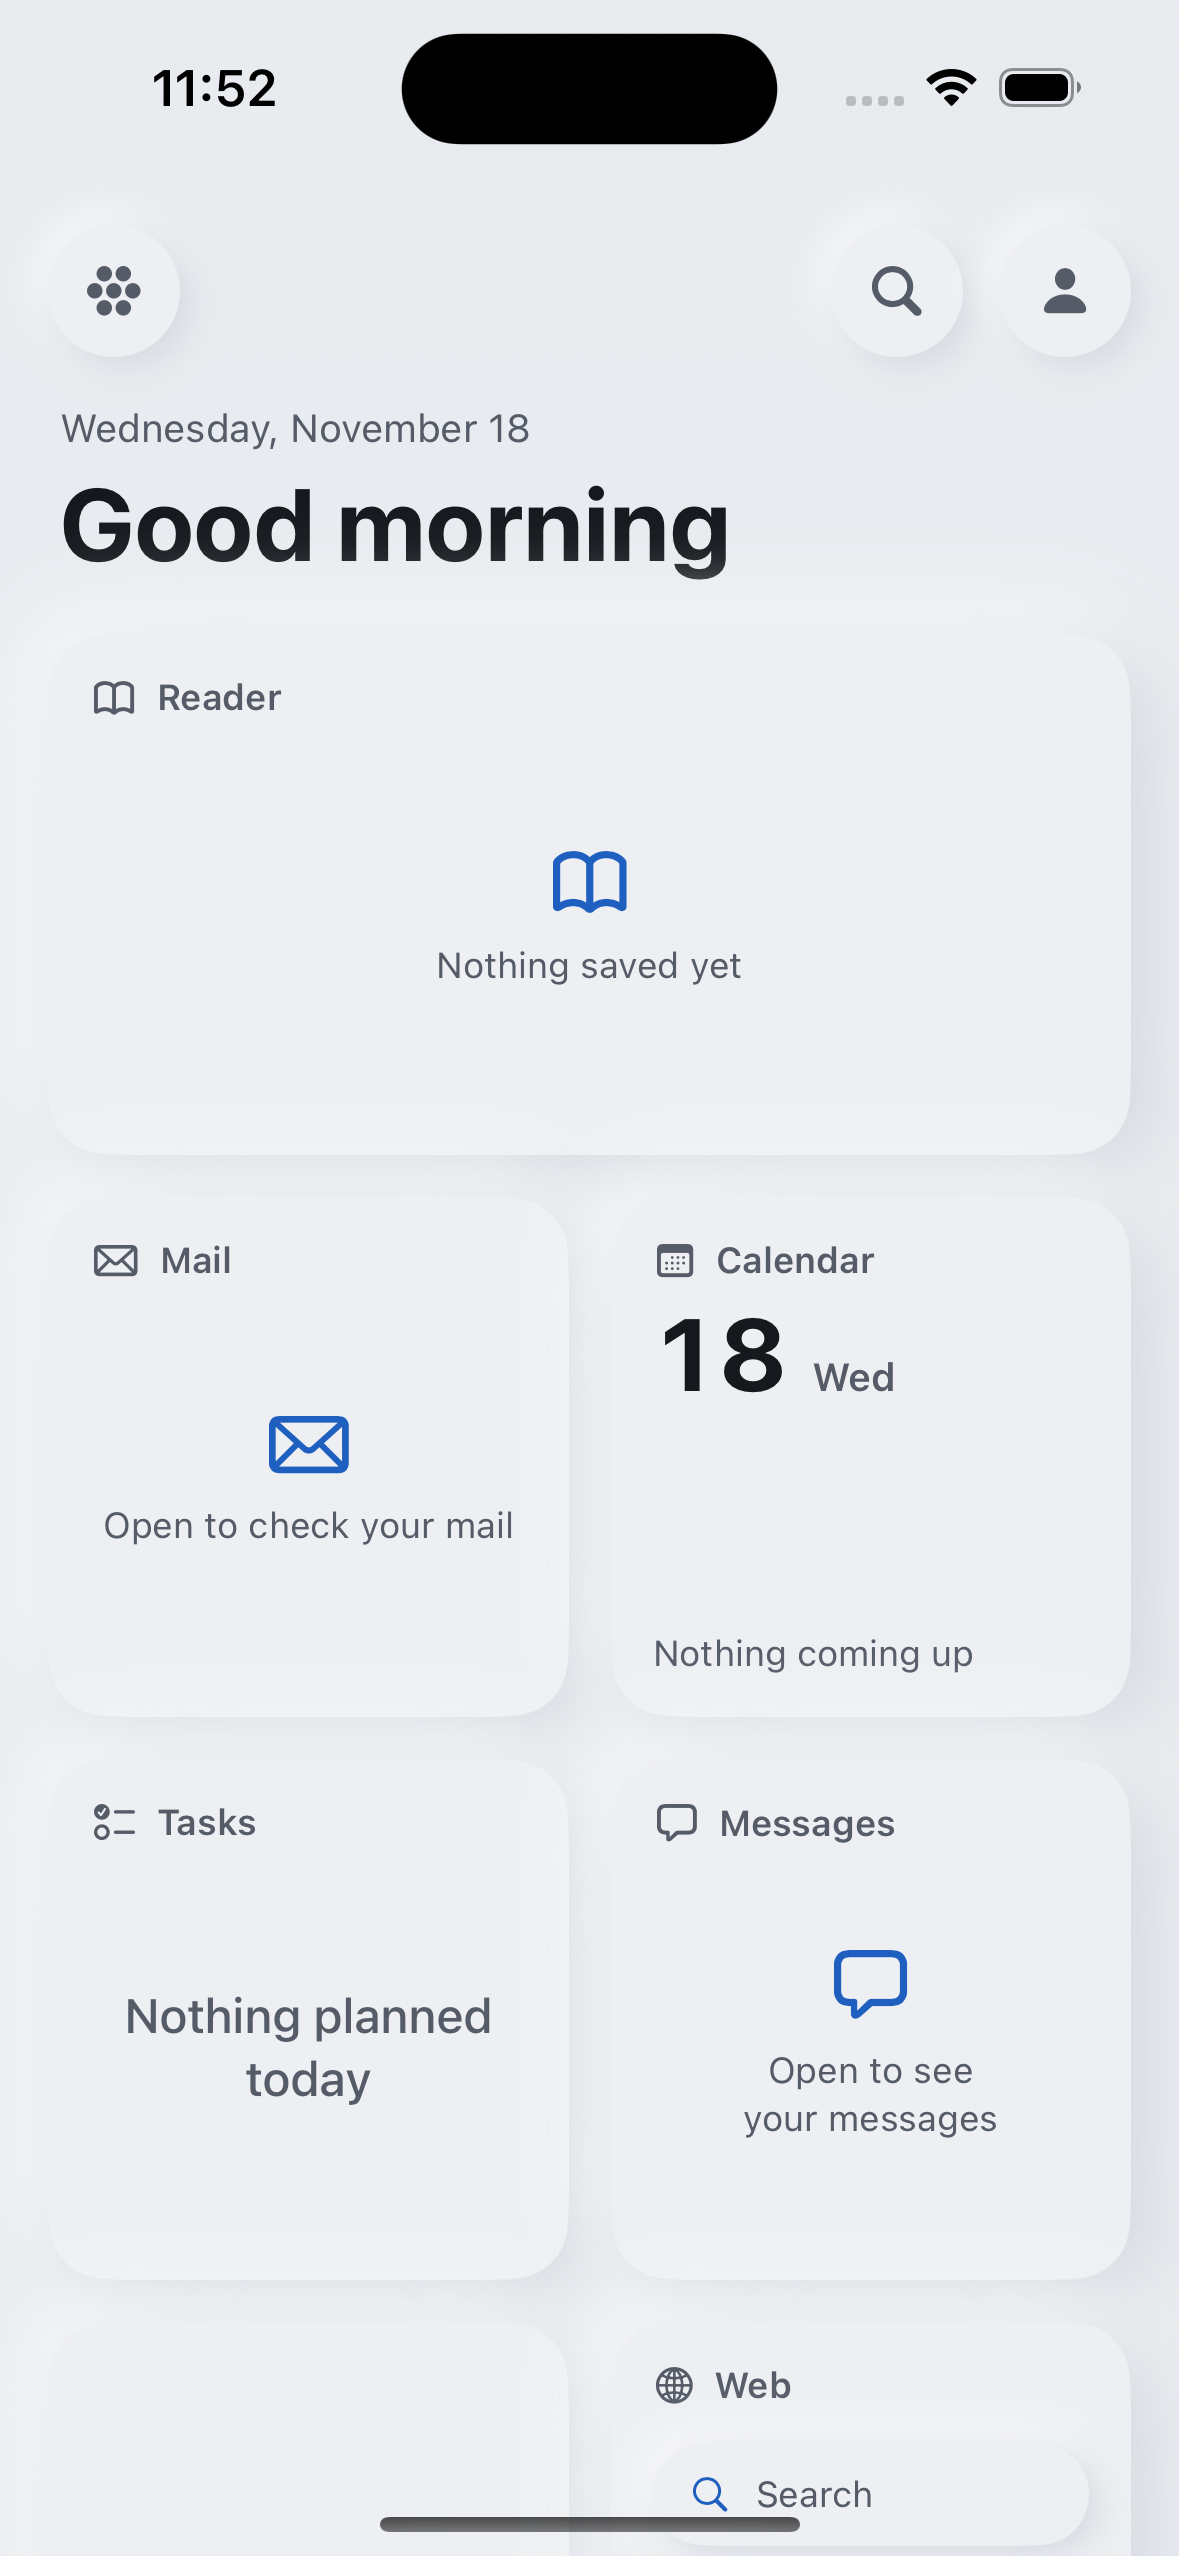 11:52
Wednesday, November 18
Good morning
Reader
Nothing saved yet
Mail
Open to check your mail
Calendar
18 Wed
Nothing coming up
Tasks
Nothing planned
today
Messages
Open to see
your messages
Web
Search